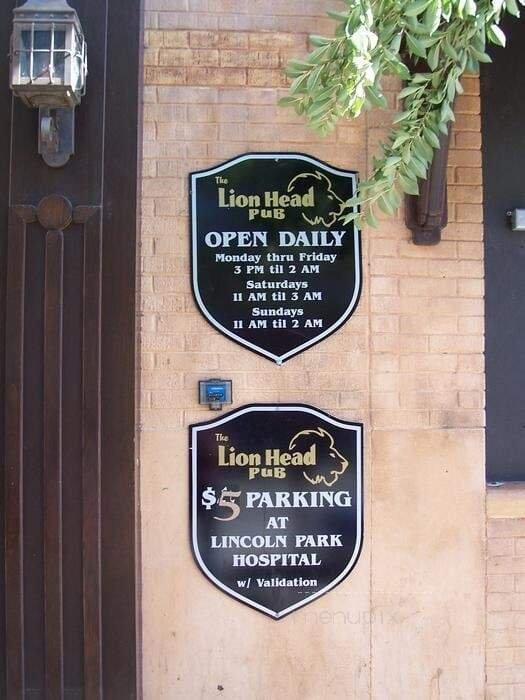 The
Lion Head
PUB
OPEN DAILY
Monday thru Friday
3 PM til 2 AM
Saturdays
11 AM til 3 AM
Sundays
11 AM til 2 AM
The
Lion Head
PUB
$5 PARKING
AT
LINCOLN PARK
HOSPITAL
w/ Validation
menupix